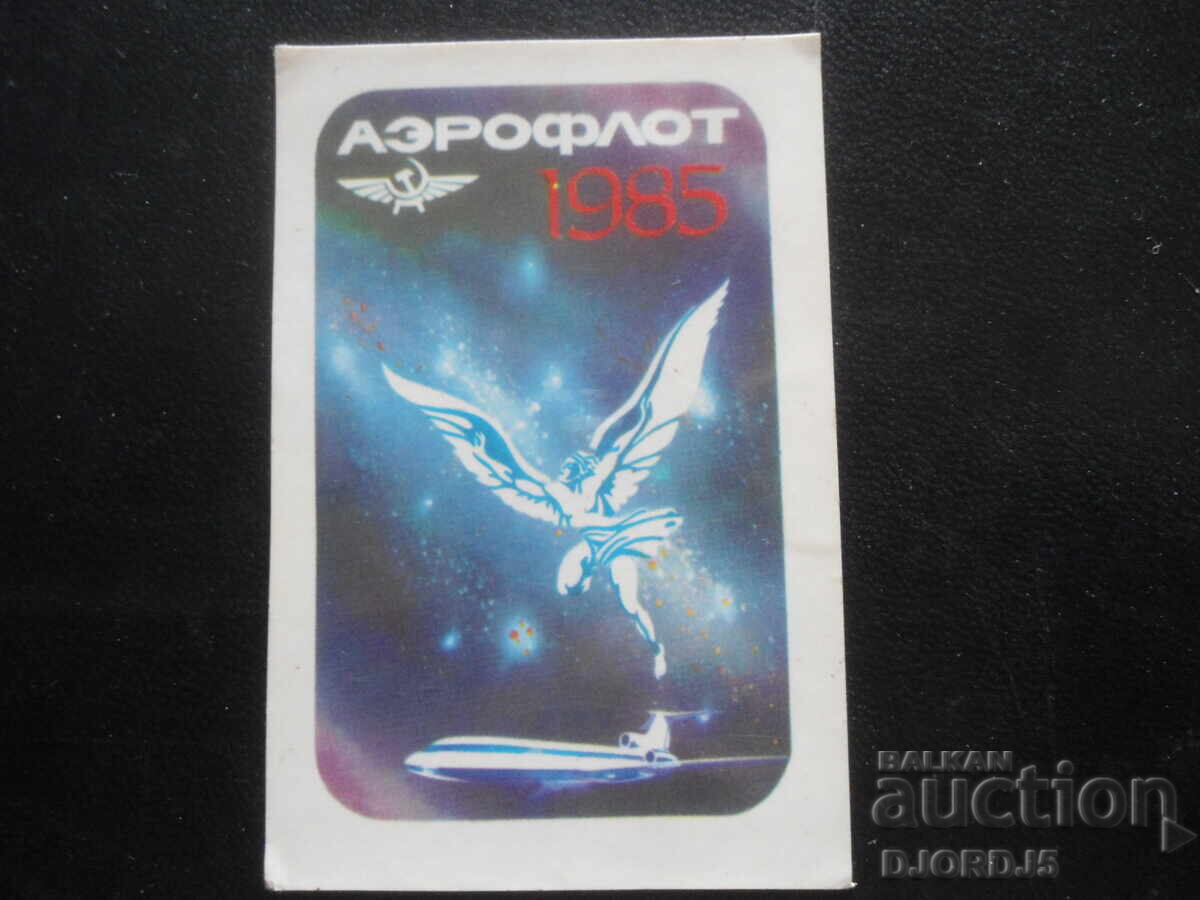 АЭРОФЛОТ
1985
BALKAN
auction
DJORDJ5